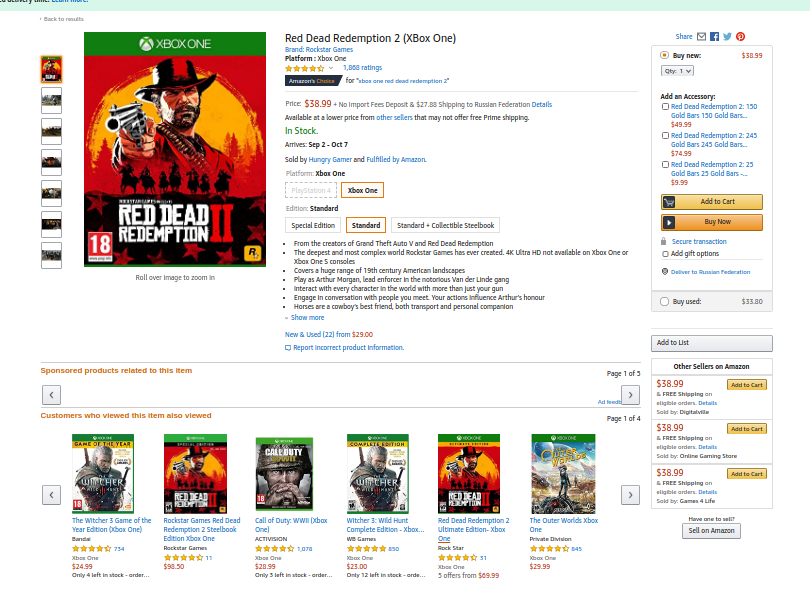 delivery time. Learn more.
‹ Back to results
XBOX ONE
ROCKSTAR GAMES PRESENTS
RED DEAD
REDEMPTION II
18
R
Roll over image to zoom in
Red Dead Redemption 2 (XBox One)
Brand: Rockstar Games
Platform : Xbox One
1,868 ratings
Amazon's Choice for "xbox one red dead redemption 2"
Price: $38.99 + No Import Fees Deposit & $27.88 Shipping to Russian Federation Details
Available at a lower price from other sellers that may not offer free Prime shipping.
In Stock.
Arrives: Sep 2 - Oct 7
Sold by Hungry Gamer and Fulfilled by Amazon.
Platform: Xbox One
PlayStation 4
Xbox One
Edition: Standard
Special Edition
Standard
Standard + Collectible Steelbook
From the creators of Grand Theft Auto V and Red Dead Redemption
The deepest and most complex world Rockstar Games has ever created. 4K Ultra HD not available on Xbox One or
Xbox One S consoles
Covers a huge range of 19th century American landscapes
Play as Arthur Morgan, lead enforcer in the notorious Van der Linde gang
Interact with every character in the world with more than just your gun
Engage in conversation with people you meet. Your actions influence Arthur's honour
Horses are a cowboy's best friend, both transport and personal companion
Show more
New & Used (22) from $29.00
Report incorrect product information.
Share
Buy new: $38.99
Qty: 1
Add an Accessory:
Red Dead Redemption 2: 150
Gold Bars 150 Gold Bars...
$49.99
Red Dead Redemption 2: 245
Gold Bars 245 Gold Bars...
$74.99
Red Dead Redemption 2: 25
Gold Bars 25 Gold Bars -...
$9.99
Add to Cart
Buy Now
Secure transaction
Add gift options
Deliver to Russian Federation
Buy used: $33.80
Add to List
Other Sellers on Amazon
$38.99 Add to Cart
& FREE Shipping on
eligible orders. Details
Sold by: Digitalville
$38.99 Add to Cart
& FREE Shipping on
eligible orders. Details
Sold by: Online Gaming Store
$38.99 Add to Cart
& FREE Shipping on
eligible orders. Details
Sold by: Games 4 Life
Have one to sell?
Sell on Amazon
Sponsored products related to this item
Page 1 of 5
Ad feedb
Customers who viewed this item also viewed
Page 1 of 4
The Witcher 3 Game of the
Year Edition (Xbox One)
Bandai
734
Xbox One
$24.99
Only 4 left in stock - order...
Rockstar Games Red Dead
Redemption 2 Steelbook
Edition Xbox One
Rockstar Games
11
Xbox One
$98.50
Call of Duty: WWII (Xbox
One)
ACTIVISION
1,078
Xbox One
$28.99
Only 3 left in stock - order...
Witcher 3: Wild Hunt
Complete Edition - Xbox...
WB Games
850
Xbox One
$23.00
Only 12 left in stock - orde...
Red Dead Redemption 2
Ultimate Edition- Xbox
One
Rock Star
31
Xbox One
5 offers from $69.99
The Outer Worlds Xbox
One
Private Division
845
Xbox One
$29.99